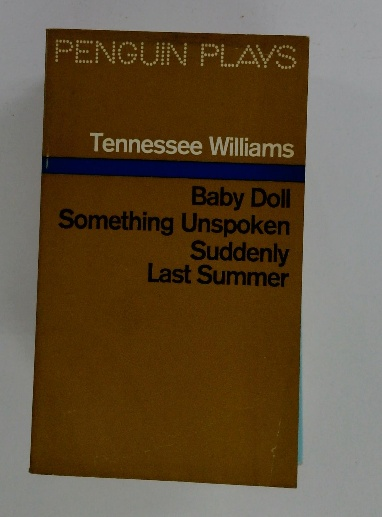 PENGUIN PLAYS
Tennessee Williams
Baby Doll
Something Unspoken
Suddenly
Last Summer